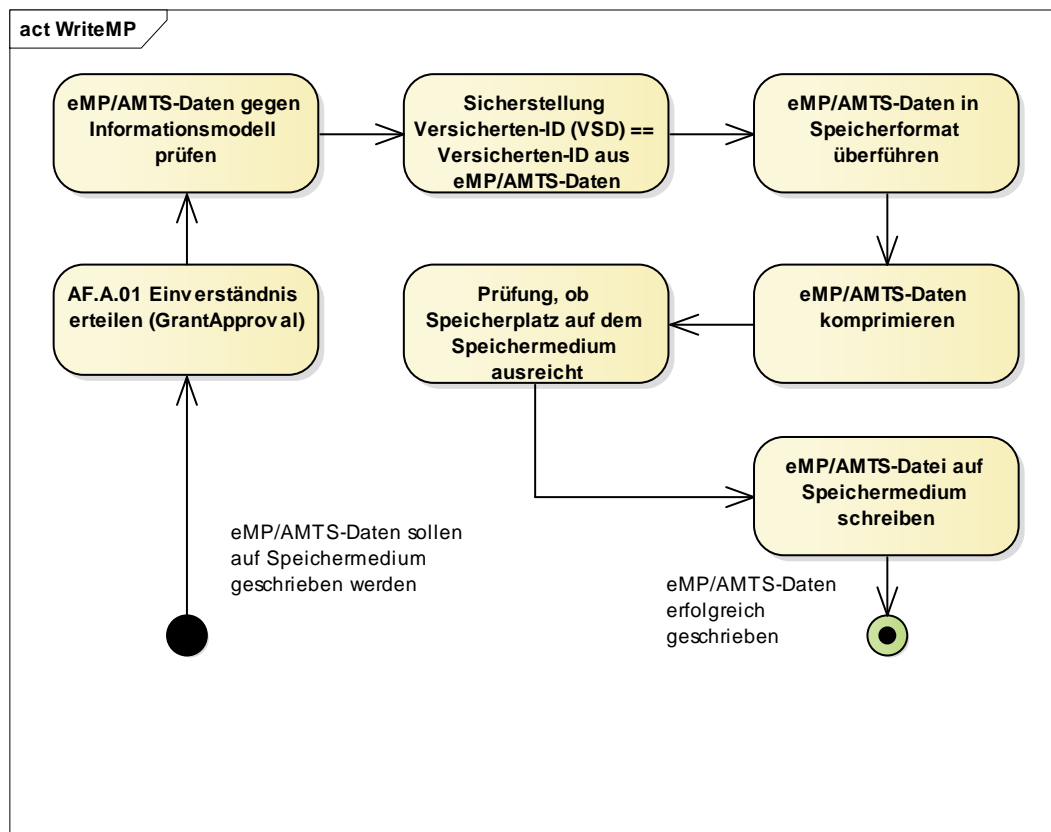 act WriteMP
eMP/AMTS-Daten gegen
Informationsmodell
prüfen
Sicherstellung
Versicherten-ID (VSD) ==
Versicherten-ID aus
eMP/AMTS-Daten
eMP/AMTS-Daten in
Speicherformat
überführen
AF.A.01 Einverständnis
erteilen (GrantApproval)
Prüfung, ob
Speicherplatz auf dem
Speichermedium
ausreicht
eMP/AMTS-Daten
komprimieren
eMP/AMTS-Datei auf
Speichermedium
schreiben
eMP/AMTS-Daten sollen
auf Speichermedium
geschrieben werden
eMP/AMTS-Daten
erfolgreich
geschrieben